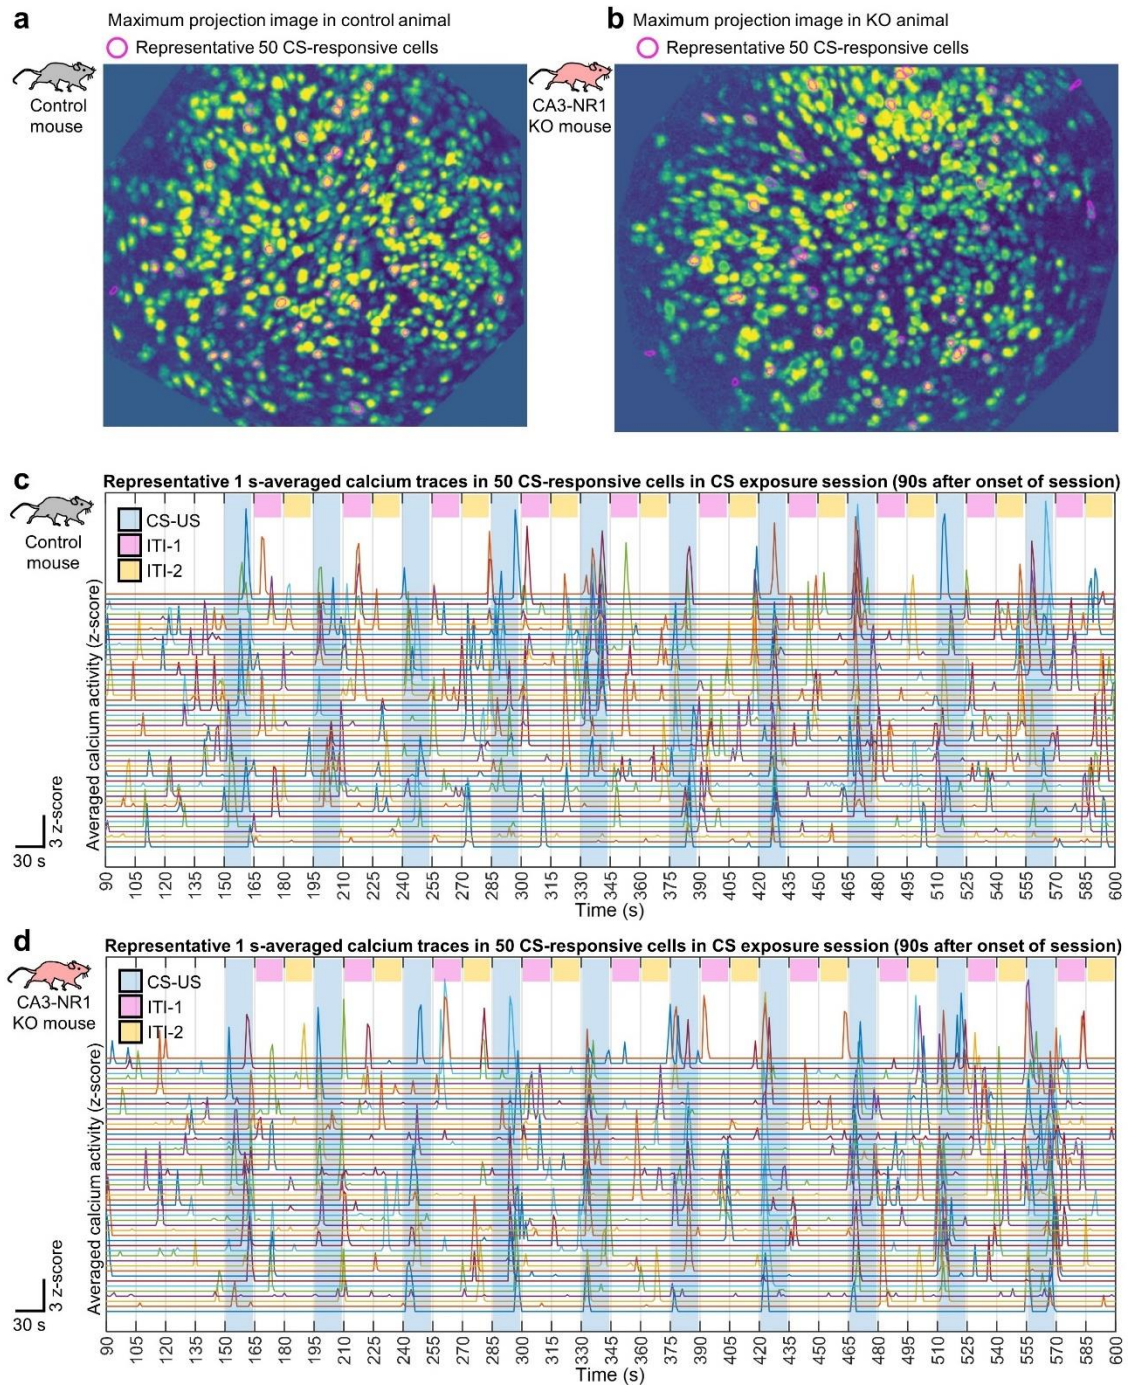 a
Maximum projection image in control animal
Representative 50 CS-responsive cells
Control
mouse
b
Maximum projection image in KO animal
Representative 50 CS-responsive cells
CA3-NR1
KO mouse
c
Representative 1 s-averaged calcium traces in 50 CS-responsive cells in CS exposure session (90s after onset of session)
Control
mouse
CS-US
ITI-1
ITI-2
Averaged calcium activity (z-score)
3 z-score
30 s
90 105 120 135 150 165 180 195 210 225 240 255 270 285 300 315 330 345 360 375 390 405 420 435 450 465 480 495 510 525 540 555 570 585 600
Time (s)
d
Representative 1 s-averaged calcium traces in 50 CS-responsive cells in CS exposure session (90s after onset of session)
CA3-NR1
KO mouse
CS-US
ITI-1
ITI-2
Averaged calcium activity (z-score)
3 z-score
30 s
90 105 120 135 150 165 180 195 210 225 240 255 270 285 300 315 330 345 360 375 390 405 420 435 450 465 480 495 510 525 540 555 570 585 600
Time (s)